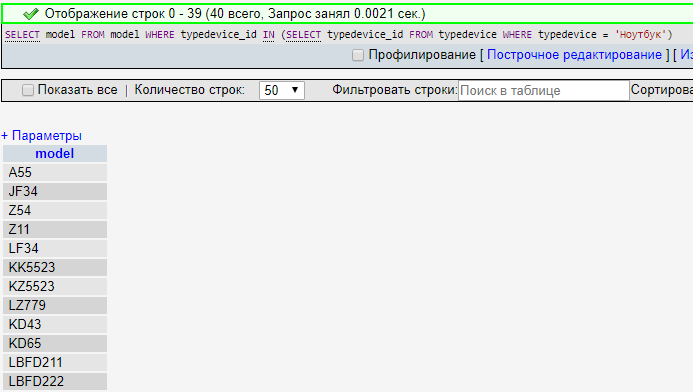 Отображение строк 0 - 39 (40 всего, Запрос занял 0.0021 сек.)
SELECT model FROM model WHERE typedevice_id IN (SELECT typedevice_id FROM typedevice WHERE typedevice = 'Ноутбук')
Профилирование [ Построчное редактирование ] [ Из
Показать все | Количество строк: 50 Фильтровать строки: Поиск в таблице Сортирова
+ Параметры
model
A55
JF34
Z54
Z11
LF34
KK5523
KZ5523
LZ779
KD43
KD65
LBFD211
LBFD222